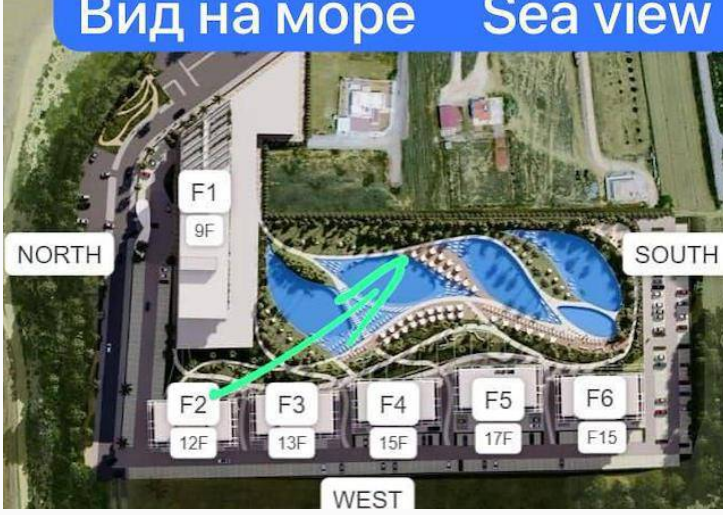 Вид на море Sea view
F1
9F
NORTH SOUTH
F2 F3 F4 F5 F6
12F 13F 15F 17F F15
WEST